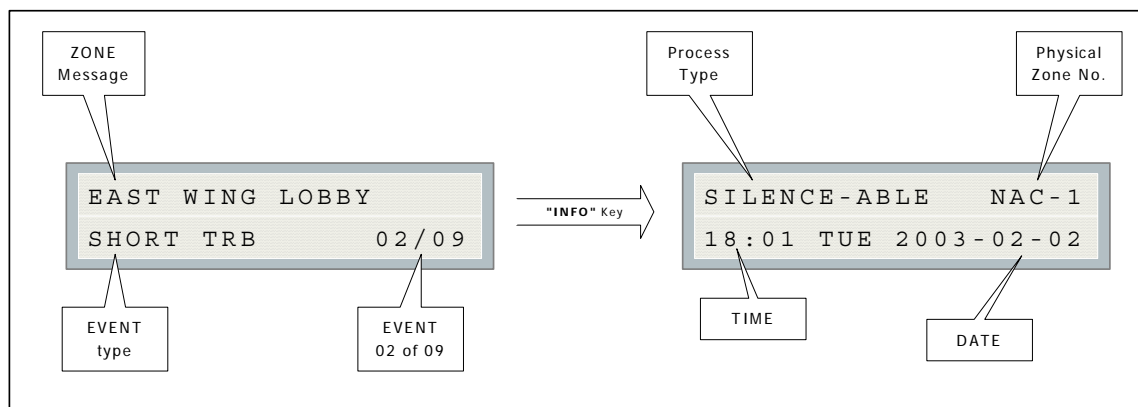 ZONE
Message
Process
Type
Physical
Zone No.
EAST WING LOBBY
SHORT TRB 02/09
"INFO" Key
SILENCE-ABLE NAC-1
18:01 TUE 2003-02-02
EVENT
type
EVENT
02 of 09
TIME
DATE